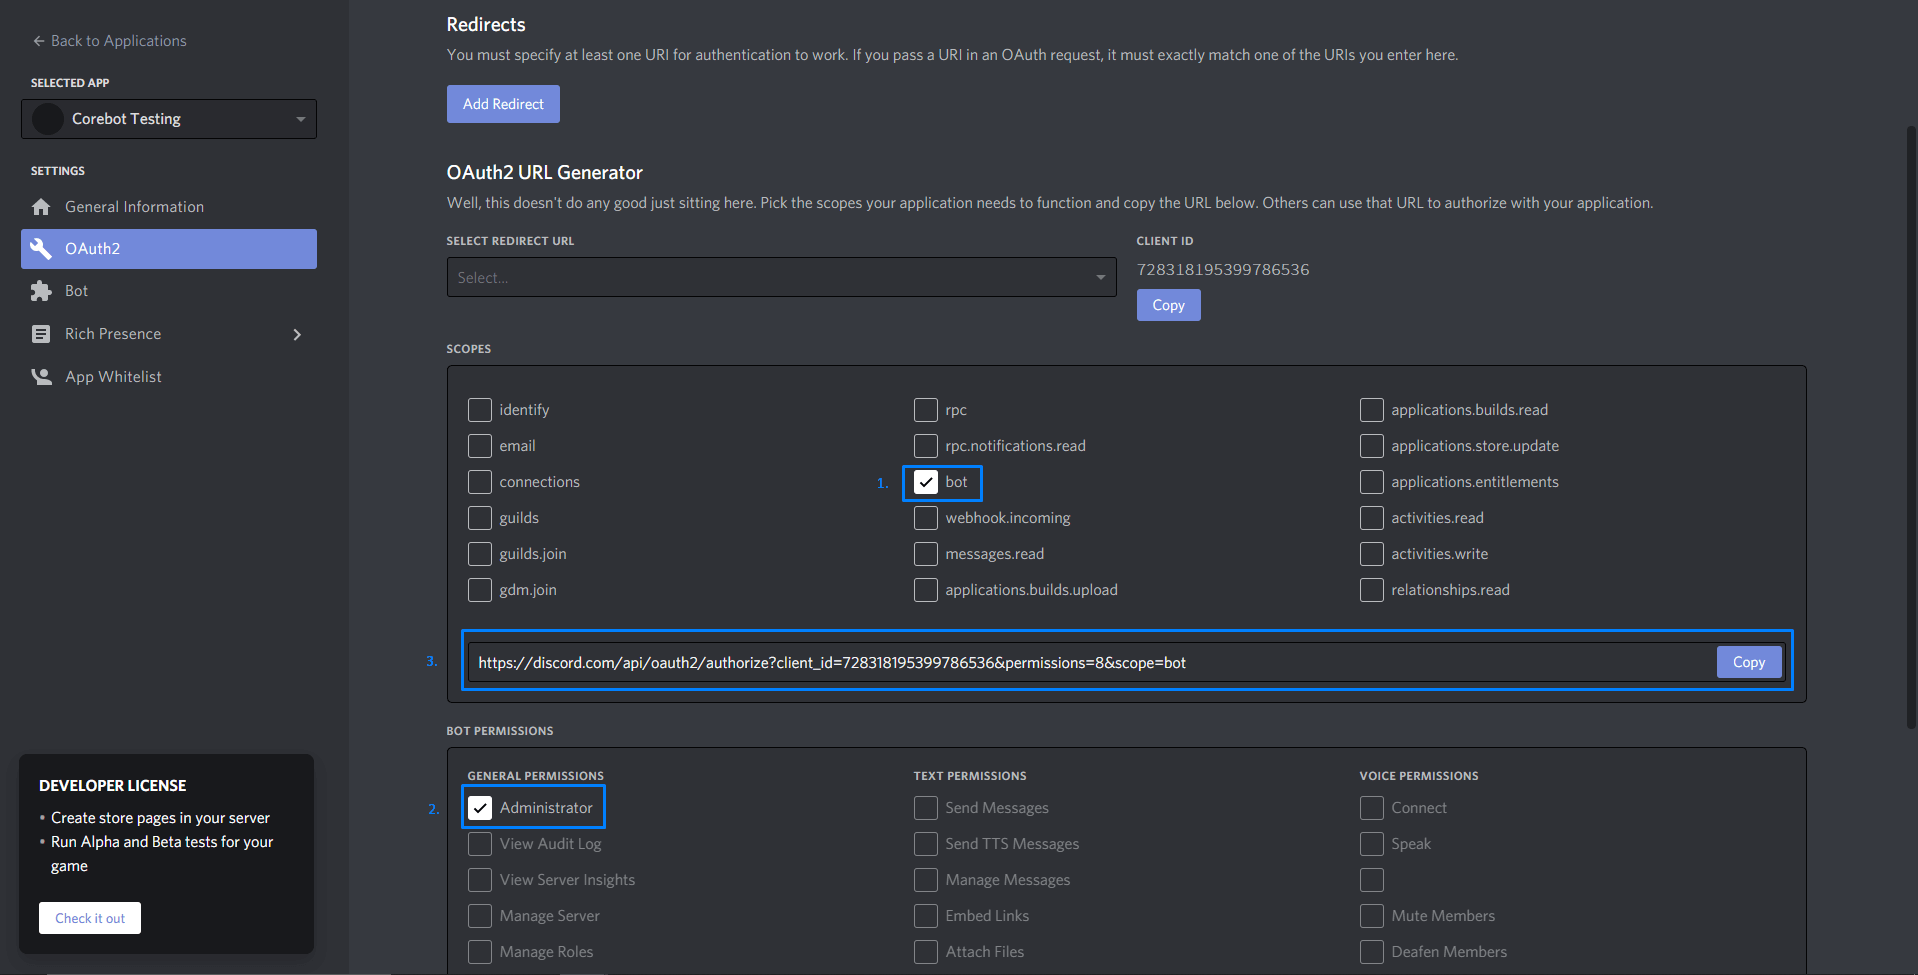 Back to Applications
SELECTED APP
Corebot Testing
SETTINGS
General Information
OAuth2
Bot
Rich Presence
App Whitelist
DEVELOPER LICENSE
• Create store pages in your server
• Run Alpha and Beta tests for your
game
Check it out
Redirects
You must specify at least one URI for authentication to work. If you pass a URI in an OAuth request, it must exactly match one of the URIs you enter here.
Add Redirect
OAuth2 URL Generator
Well, this doesn't do any good just sitting here. Pick the scopes your application needs to function and copy the URL below. Others can use that URL to authorize with your application.
SELECT REDIRECT URL
Select...
CLIENT ID
728318195399786536
Copy
SCOPES
identify
email
connections
guilds
guilds.join
gdm.join
rpc
rpc.notifications.read
1. bot
webhook.incoming
messages.read
applications.builds.upload
applications.builds.read
applications.store.update
applications.entitlements
activities.read
activities.write
relationships.read
3. https://discord.com/api/oauth2/authorize?client_id=728318195399786536&permissions=8&scope=bot Copy
BOT PERMISSIONS
GENERAL PERMISSIONS
2. Administrator
View Audit Log
View Server Insights
Manage Server
Manage Roles
TEXT PERMISSIONS
Send Messages
Send TTS Messages
Manage Messages
Embed Links
Attach Files
VOICE PERMISSIONS
Connect
Speak
Mute Members
Deafen Members